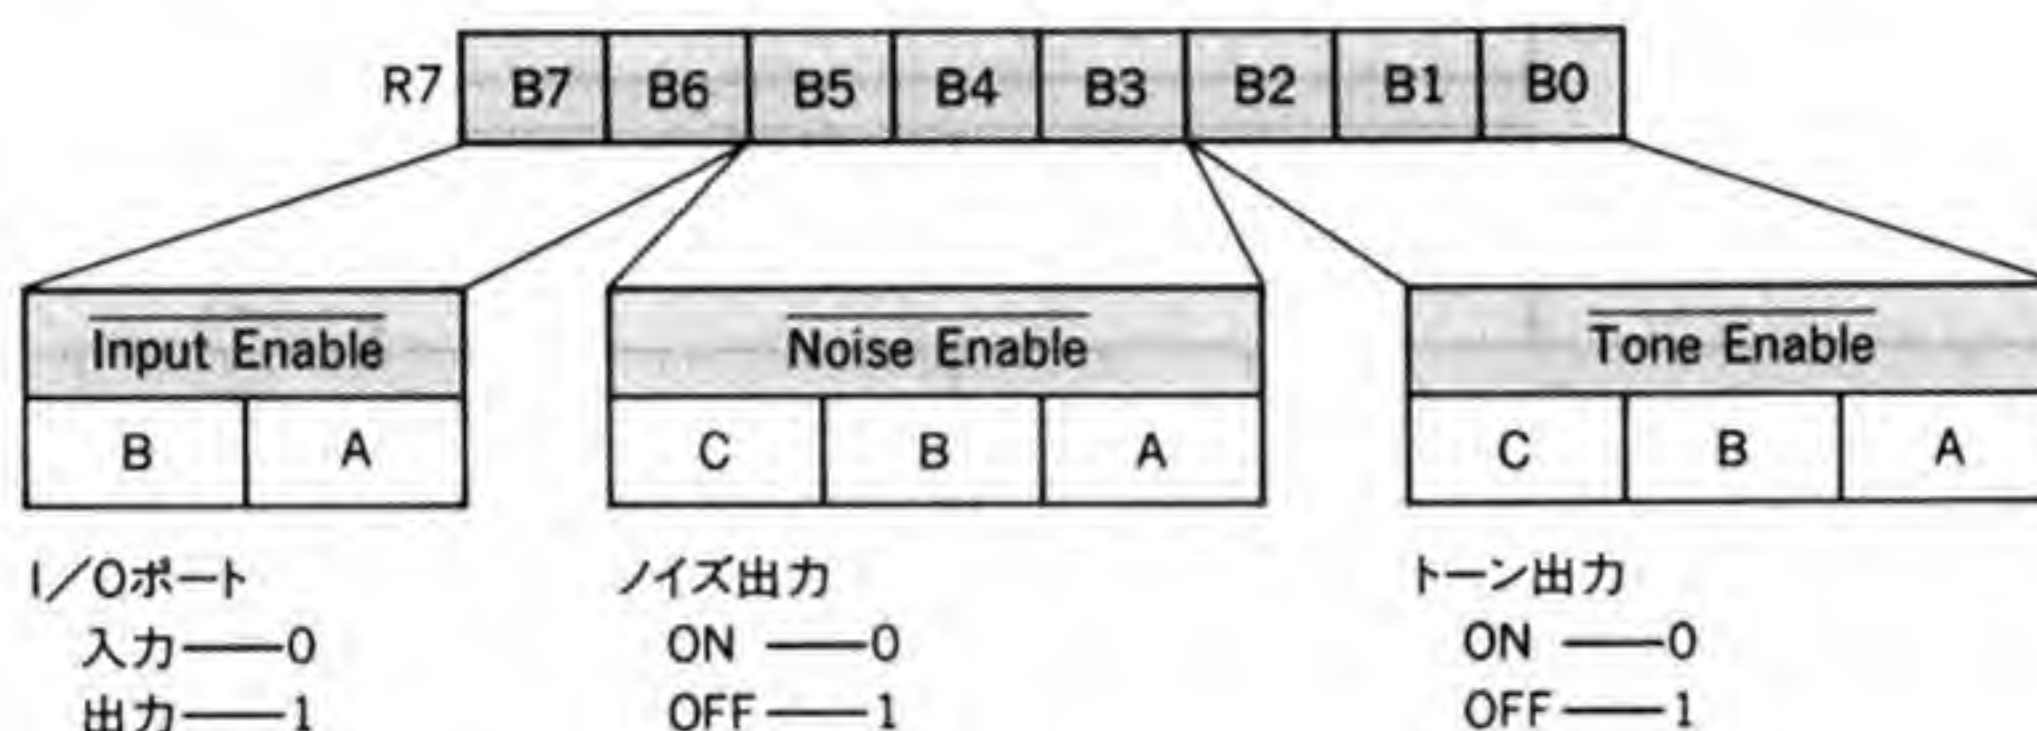 R7 B7 B6 B5 B4 B3 B2 B1 B0
Input Enable Noise Enable Tone Enable
B A C B A C B A
I/Oポート ノイズ出力 トーン出力
入力——0 ON——0 ON——0
出力——1 OFF——1 OFF——1